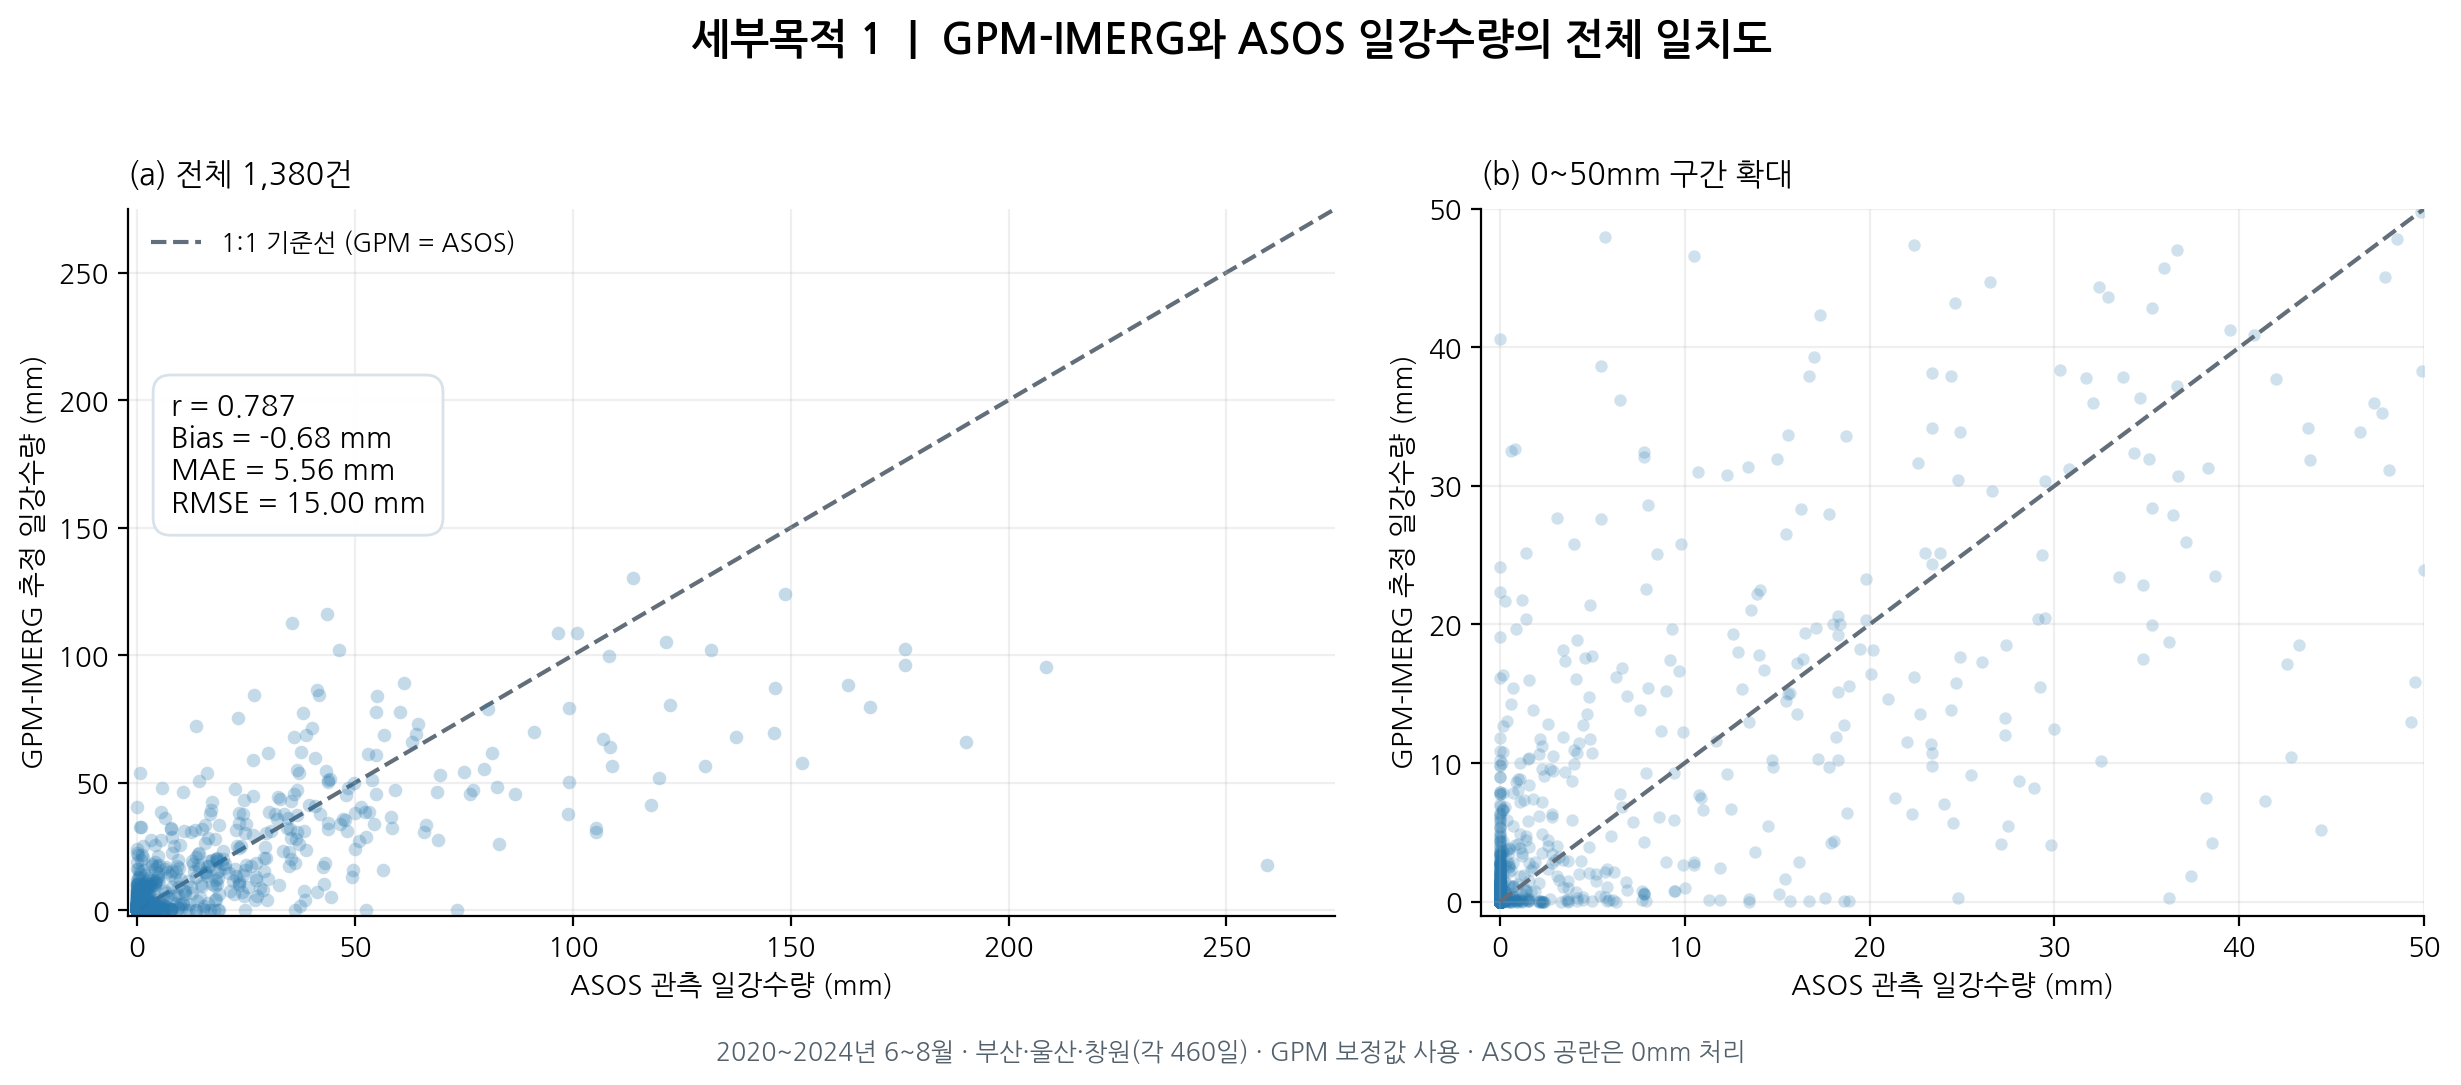 세부목적 1 | GPM-IMERG와 ASOS 일강수량의 전체 일치도
(a) 전체 1,380건
1:1 기준선 (GPM = ASOS)
r = 0.787
Bias = -0.68 mm
MAE = 5.56 mm
RMSE = 15.00 mm
GPM-IMERG 추정 일강수량 (mm)
250
200
150
100
50
0
0 50 100 150 200 250
ASOS 관측 일강수량 (mm)
(b) 0~50mm 구간 확대
GPM-IMERG 추정 일강수량 (mm)
50
40
30
20
10
0
0 10 20 30 40 50
ASOS 관측 일강수량 (mm)
2020~2024년 6~8월 · 부산·울산·창원(각 460일) · GPM 보정값 사용 · ASOS 공란은 0mm 처리